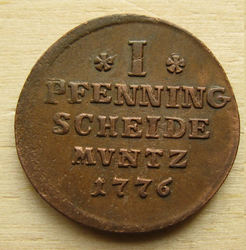 * I *
PFENNING
SCHEIDE
MVNTZ
1776